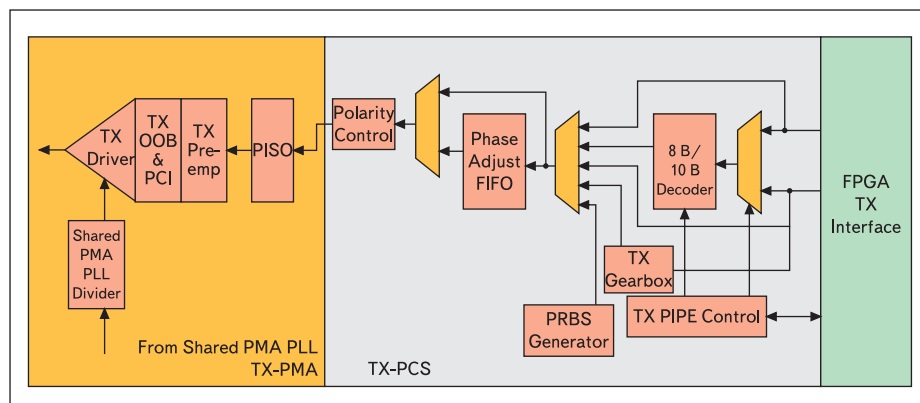 TX
Driver
TX
OOB
&
PCI
TX
Pre-
emp
PISO
Polarity
Control
Phase
Adjust
FIFO
8 B/
10 B
Decoder
FPGA
TX
Interface
Shared
PMA
PLL
Divider
TX
Gearbox
PRBS
Generator
TX PIPE Control
From Shared PMA PLL
TX-PMA
TX-PCS